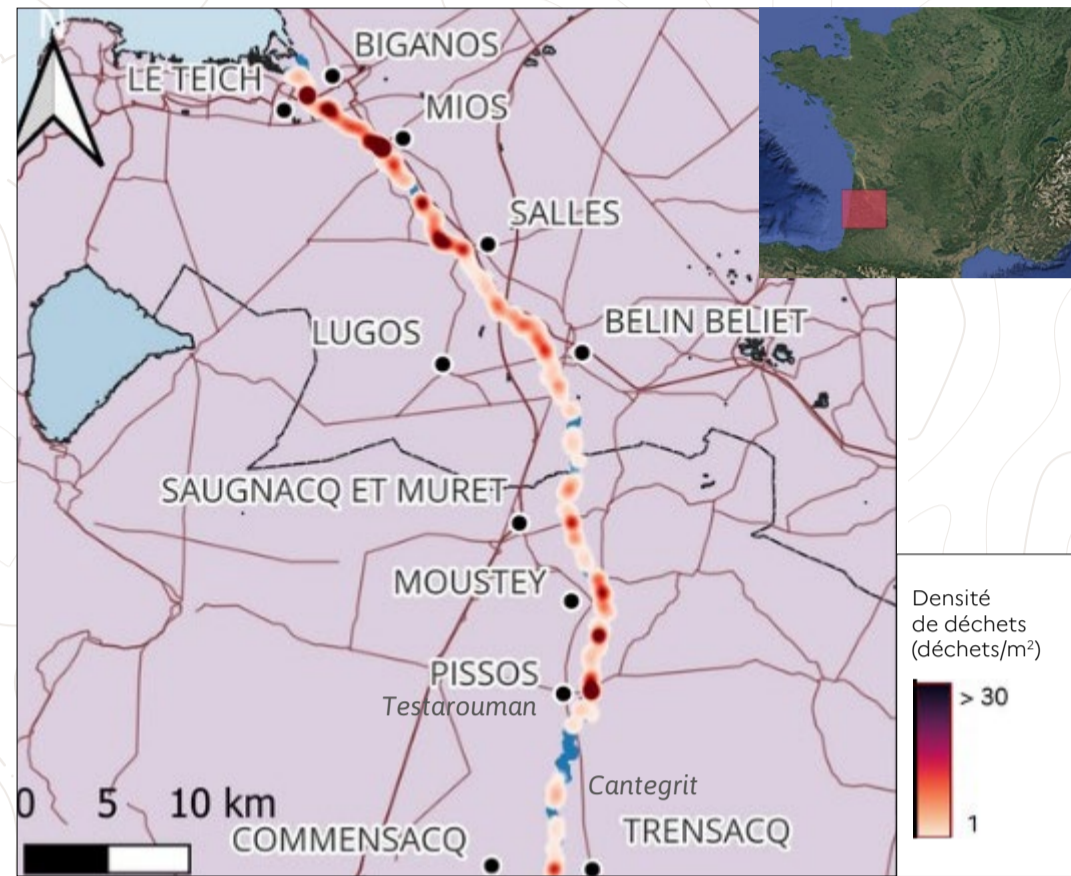 N
BIGANOS
LE TEICH
MIOS
SALLES
LUGOS
BELIN BELIET
SAUGNACQ ET MURET
MOUSTEY
PISSOS
Testarouman
Cantegrit
0 5 10 km
COMMENSACQ
TRENSACQ
Densité
de déchets
(déchets/m²)
> 30
1